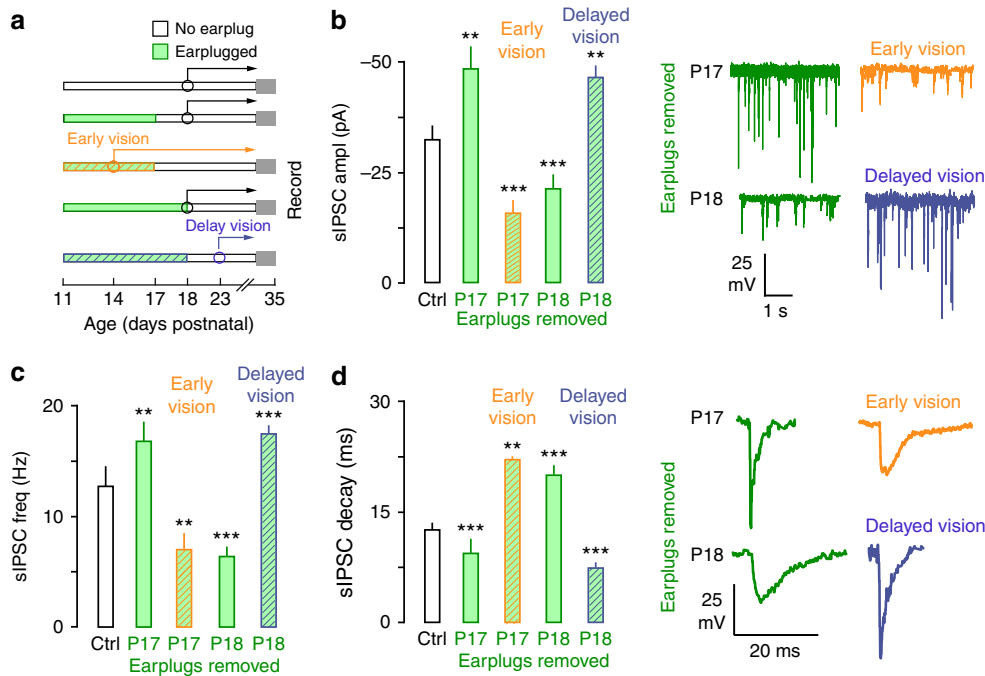 a
No earplug
Earplugged
Early vision
Delay vision
Record
11 14 17 18 23 35
Age (days postnatal)
b
Early
vision
Delayed
vision
** *** *** **
–50
–25
0
sIPSC ampl (pA)
Ctrl P17 P17 P18 P18
Earplugs removed
Earplugs removed
P17
Early vision
P18
Delayed vision
25
mV
1 s
c
Early
vision
Delayed
vision
** ** *** ***
20
10
0
sIPSC freq (Hz)
Ctrl P17 P17 P18 P18
Earplugs removed
d
Early
vision
Delayed
vision
*** ** *** ***
30
15
0
sIPSC decay (ms)
Ctrl P17 P17 P18 P18
Earplugs removed
Earplugs removed
P17
Early vision
P18
Delayed vision
25
mV
20 ms